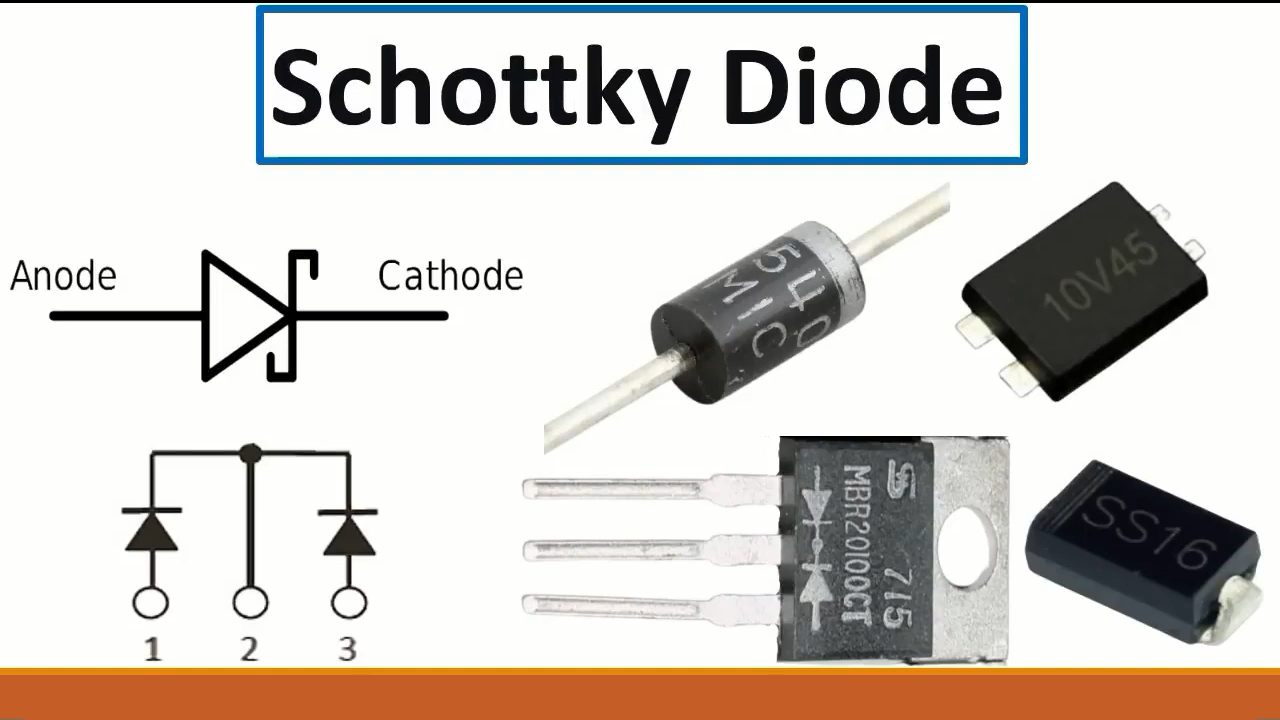 Schottky Diode
Anode
Cathode
540
MIC
10V45
MBR20100CT
715
SS16
1 2 3